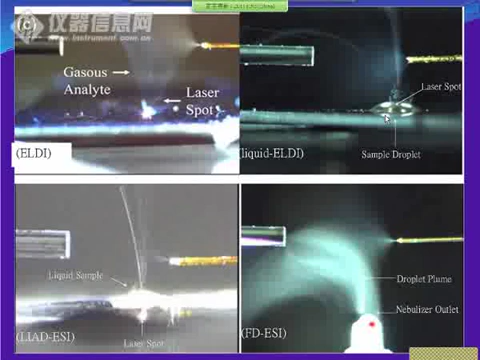 (c)
仪器信息网
www.instrument.com.cn
Gasous
Analyte
Laser
Spot
(ELDI)
Laser Spot
Sample Droplet
(liquid-ELDI)
Liquid Sample
Laser Spot
(LIAD-ESI)
Droplet Plume
Nebulizer Outlet
(FD-ESI)